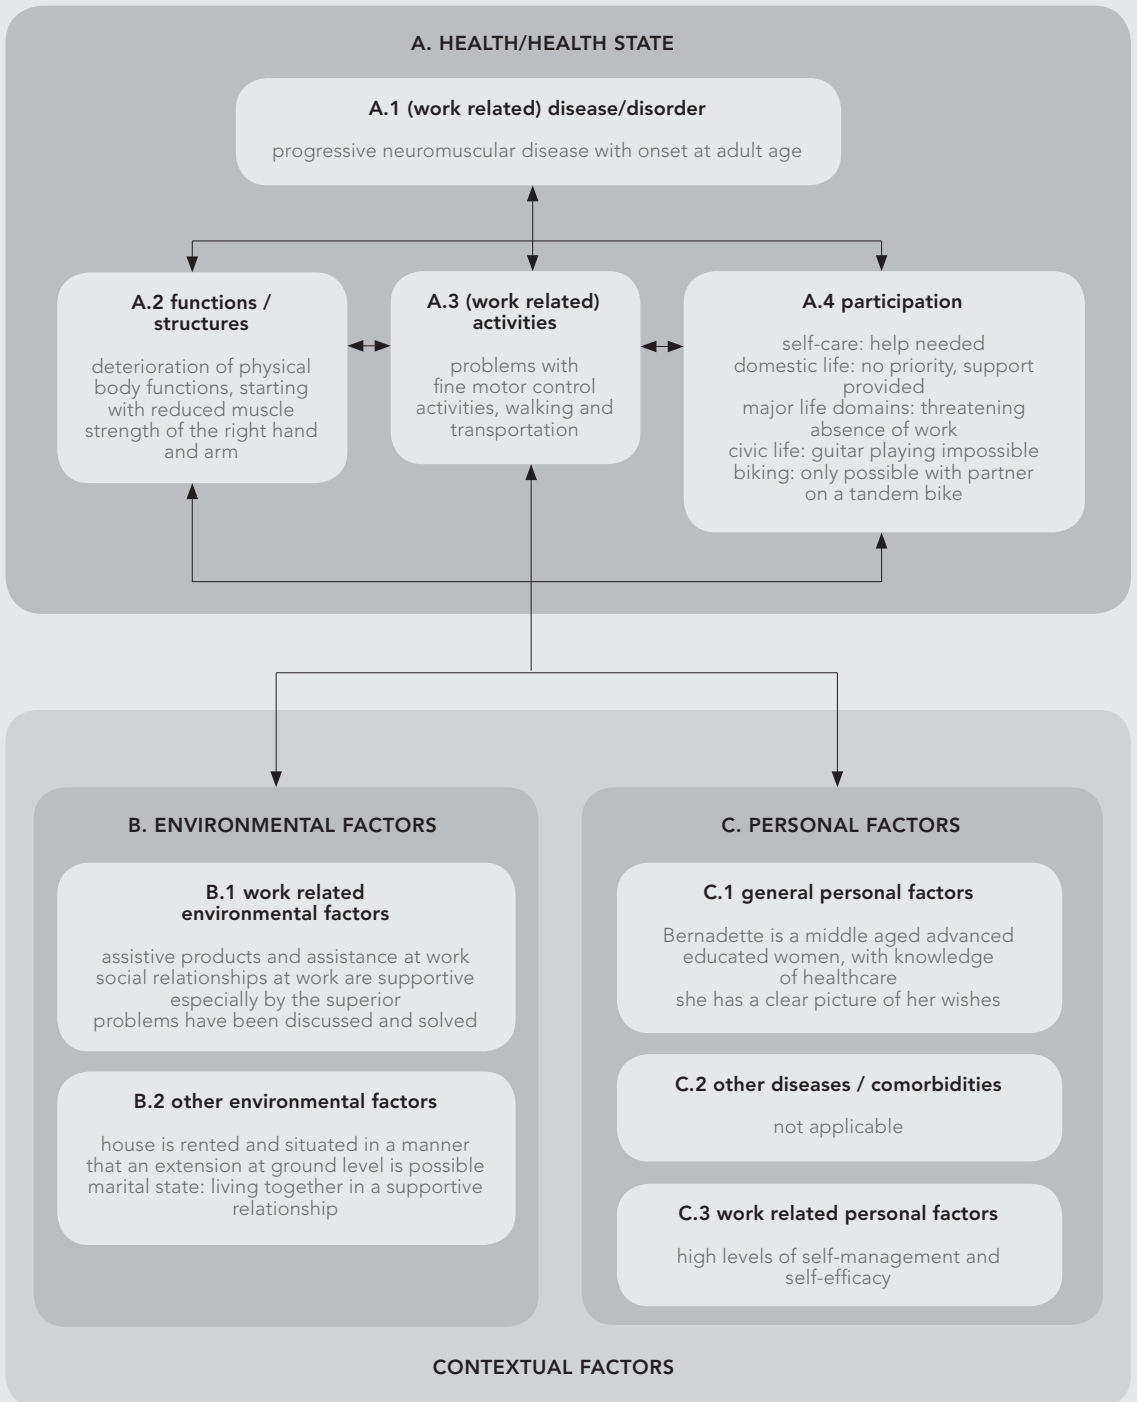 A. HEALTH/HEALTH STATE
A.1 (work related) disease/disorder
progressive neuromuscular disease with onset at adult age
A.2 functions /
structures
deterioration of physical
body functions, starting
with reduced muscle
strength of the right hand
and arm
A.3 (work related)
activities
problems with
fine motor control
activities, walking and
transportation
A.4 participation
self-care: help needed
domestic life: no priority, support
provided
major life domains: threatening
absence of work
civic life: guitar playing impossible
biking: only possible with partner
on a tandem bike
B. ENVIRONMENTAL FACTORS
B.1 work related
environmental factors
assistive products and assistance at work
social relationships at work are supportive
especially by the superior
problems have been discussed and solved
B.2 other environmental factors
house is rented and situated in a manner
that an extension at ground level is possible
marital state: living together in a supportive
relationship
C. PERSONAL FACTORS
C.1 general personal factors
Bernadette is a middle aged advanced
educated women, with knowledge
of healthcare
she has a clear picture of her wishes
C.2 other diseases / comorbidities
not applicable
C.3 work related personal factors
high levels of self-management and
self-efficacy
CONTEXTUAL FACTORS